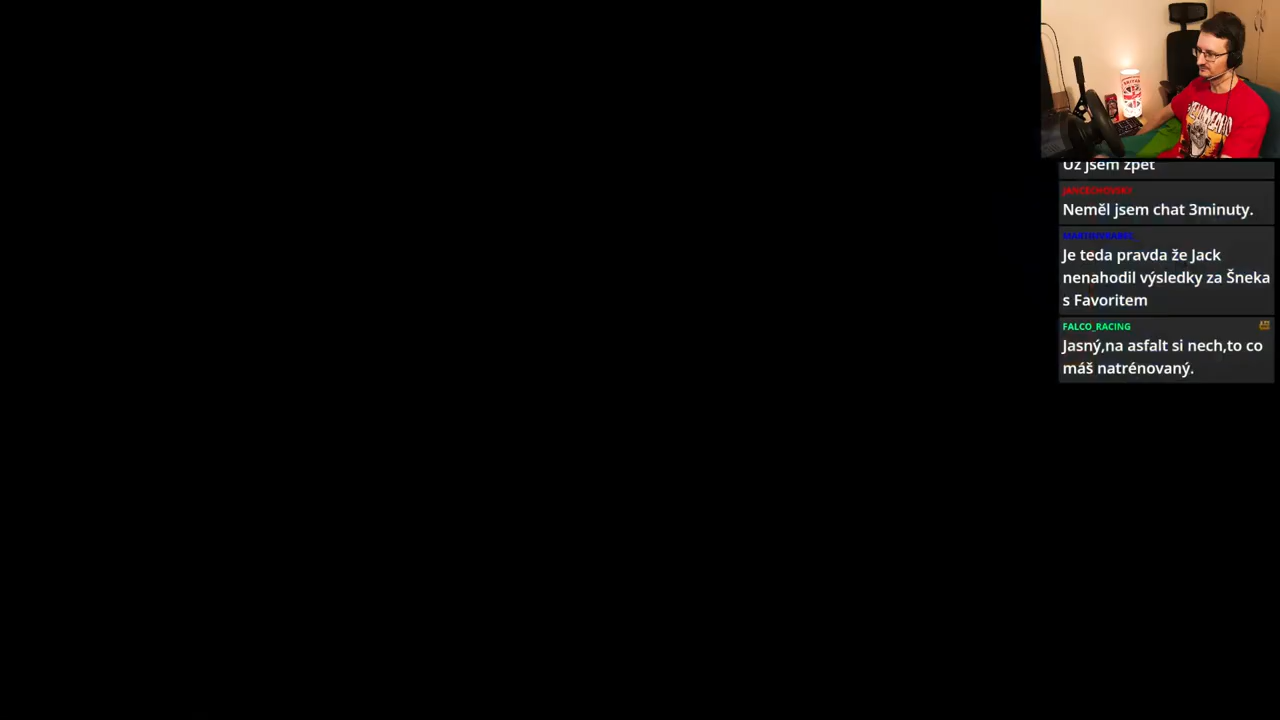 Už jsem zpět
JANCECHOVSKY
Neměl jsem chat 3minuty.
Je teda pravda že Jack
nenahodil výsledky za Šneka
s Favoritem
FALCO_RACING
Jasný,na asfalt si nech,to co
máš natrénovaný.